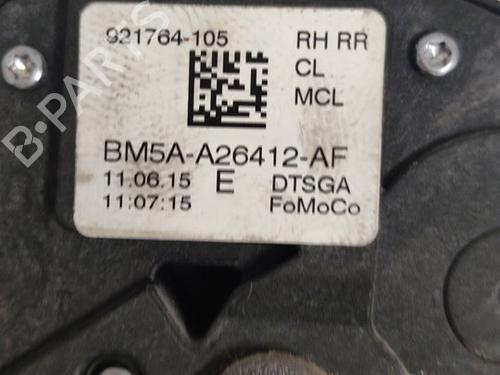 921764-105 RH RR
CL
MCL
BM5A-A26412-AF
11.06.15 E DTSGA
11:07:15 FoMoCo
B-PARTS